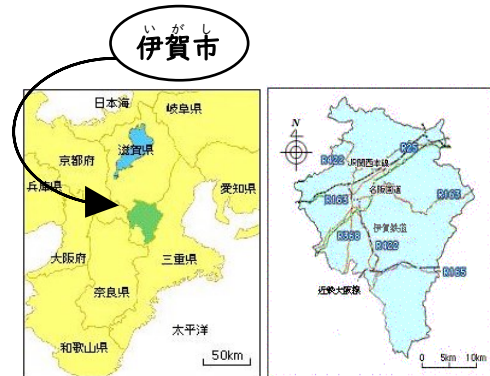 いがし
伊賀市
日本海
岐阜県
滋賀県
京都府
兵庫県
愛知県
大阪府
三重県
奈良県
太平洋
和歌山県
50km
N
R422
JR関西本線
R25
名阪国道
R163
R163
伊賀鉄道
R368
R422
R165
近鉄大阪線
0 5km 10km